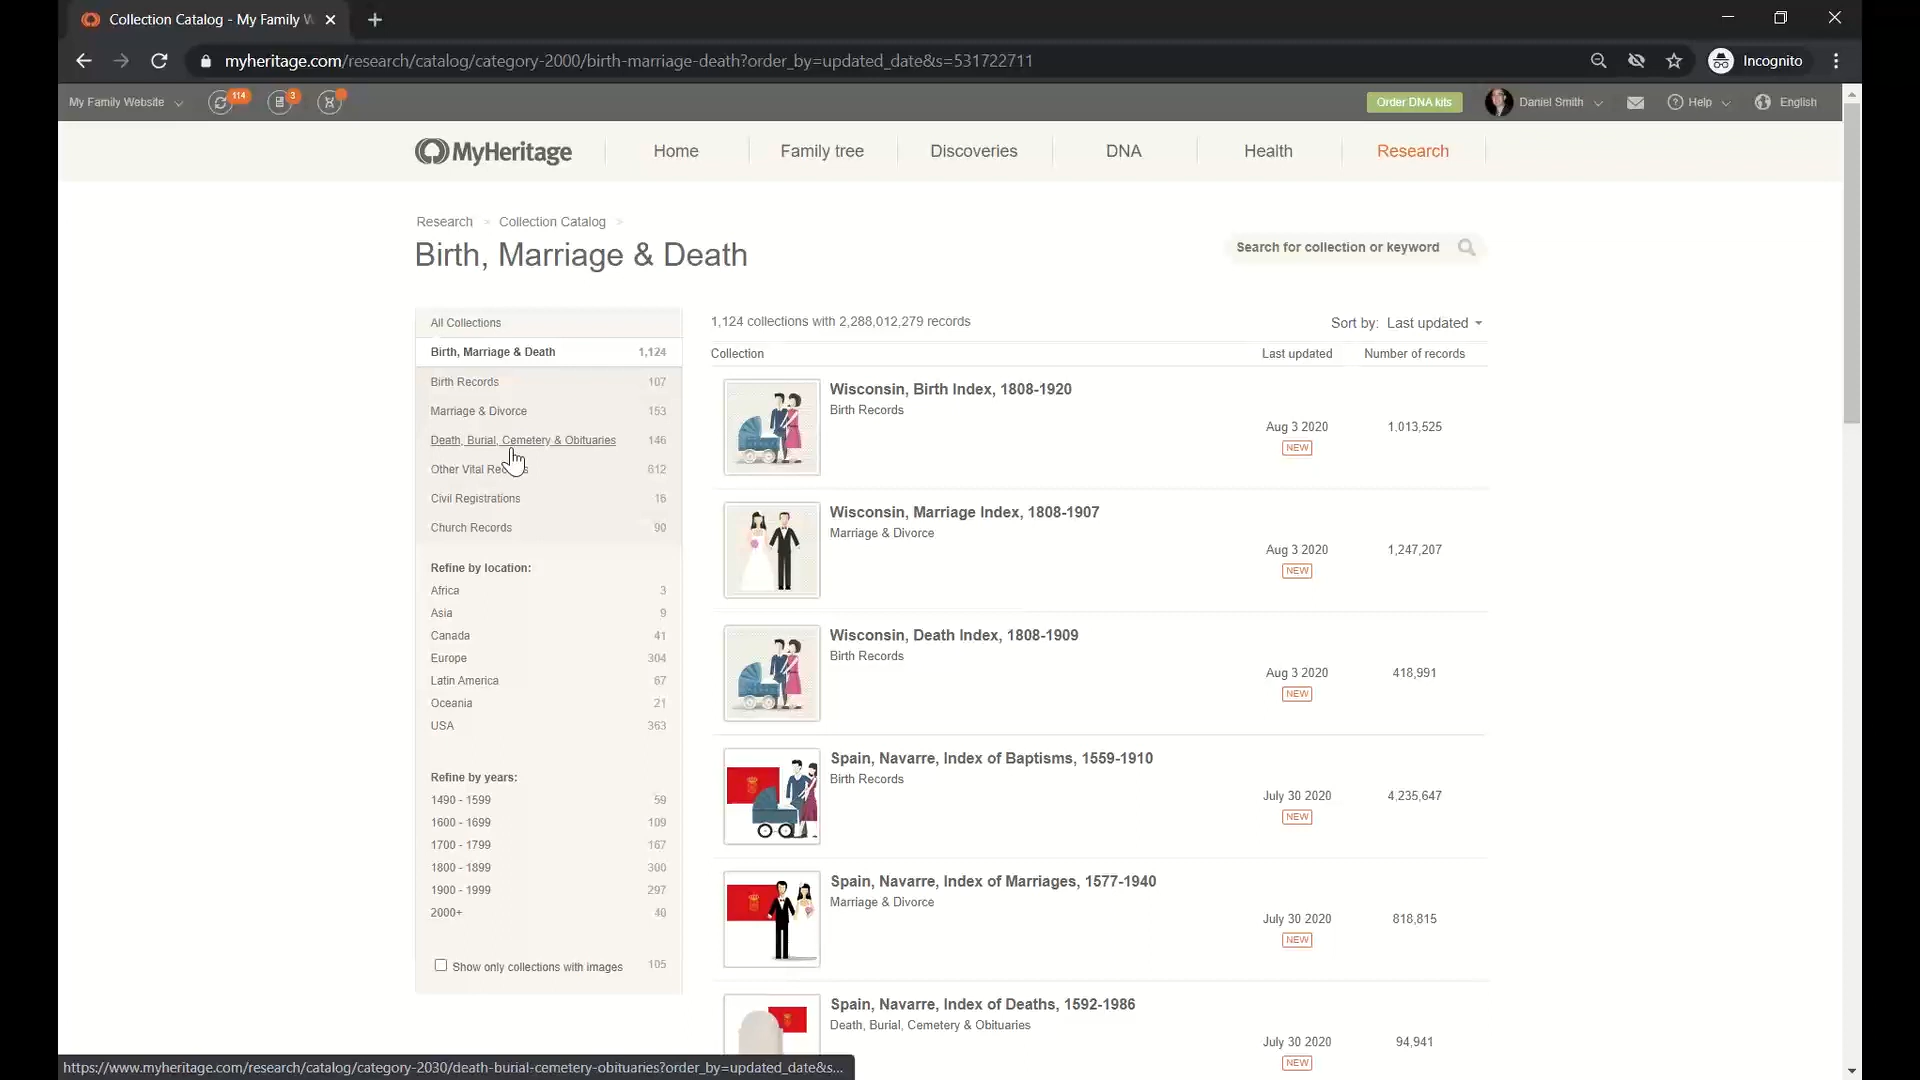 Collection Catalog - My Family W
myheritage.com/research/catalog/category-2000/birth-marriage-death?order_by=updated_date&s=531722711
Incognito
My Family Website
114
3
Order DNA kits
Daniel Smith
Help
English
MyHeritage
Home
Family tree
Discoveries
DNA
Health
Research
Research > Collection Catalog >
Birth, Marriage & Death
Search for collection or keyword
All Collections
Birth, Marriage & Death 1,124
Birth Records 107
Marriage & Divorce 153
Death, Burial, Cemetery & Obituaries 146
Other Vital Records 612
Civil Registrations 16
Church Records 90
Refine by location:
Africa 3
Asia 9
Canada 41
Europe 304
Latin America 67
Oceania 21
USA 363
Refine by years:
1490 - 1599 59
1600 - 1699 109
1700 - 1799 167
1800 - 1899 300
1900 - 1999 297
2000+ 40
Show only collections with images 105
1,124 collections with 2,288,012,279 records
Sort by: Last updated
Collection Last updated Number of records
Wisconsin, Birth Index, 1808-1920
Birth Records
Aug 3 2020 1,013,525
NEW
Wisconsin, Marriage Index, 1808-1907
Marriage & Divorce
Aug 3 2020 1,247,207
NEW
Wisconsin, Death Index, 1808-1909
Birth Records
Aug 3 2020 418,991
NEW
Spain, Navarre, Index of Baptisms, 1559-1910
Birth Records
July 30 2020 4,235,647
NEW
Spain, Navarre, Index of Marriages, 1577-1940
Marriage & Divorce
July 30 2020 818,815
NEW
Spain, Navarre, Index of Deaths, 1592-1986
Death, Burial, Cemetery & Obituaries
July 30 2020 94,941
NEW
https://www.myheritage.com/research/catalog/category-2030/death-burial-cemetery-obituaries?order_by=updated_date&s...